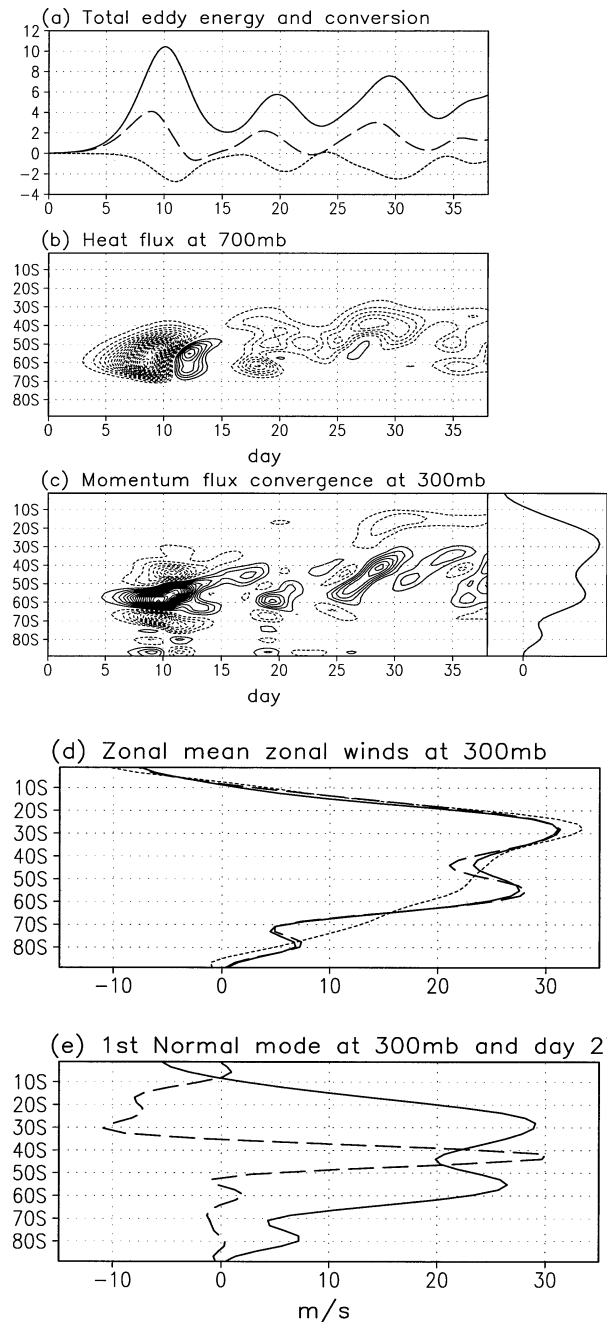 (a) Total eddy energy and conversion
12
10
8
6
4
2
0
−2
−4
0 5 10 15 20 25 30 35
(b) Heat flux at 700mb
10S
20S
30S
40S
50S
60S
70S
80S
0 5 10 15 20 25 30 35
day
(c) Momentum flux convergence at 300mb
10S
20S
30S
40S
50S
60S
70S
80S
0 5 10 15 20 25 30 35 0
day
(d) Zonal mean zonal winds at 300mb
10S
20S
30S
40S
50S
60S
70S
80S
−10 0 10 20 30
(e) 1st Normal mode at 300mb and day 2
10S
20S
30S
40S
50S
60S
70S
80S
−10 0 10 20 30
m/s